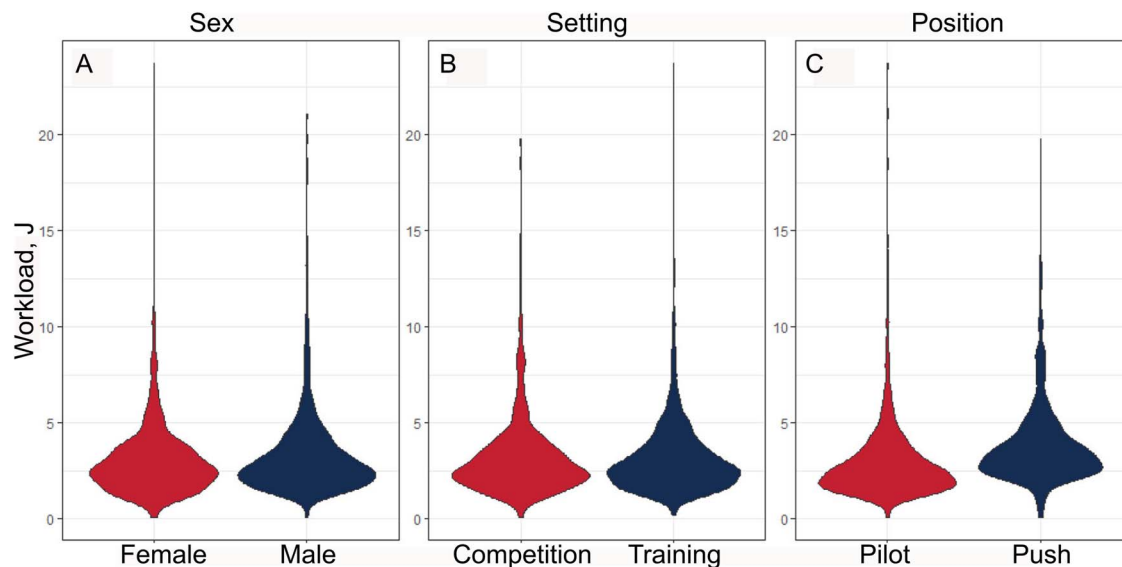 Sex Setting Position
A B C
20 20 20
15 15 15
10 10 10
5 5 5
0 0 0
Workload, J
Female Male Competition Training Pilot Push